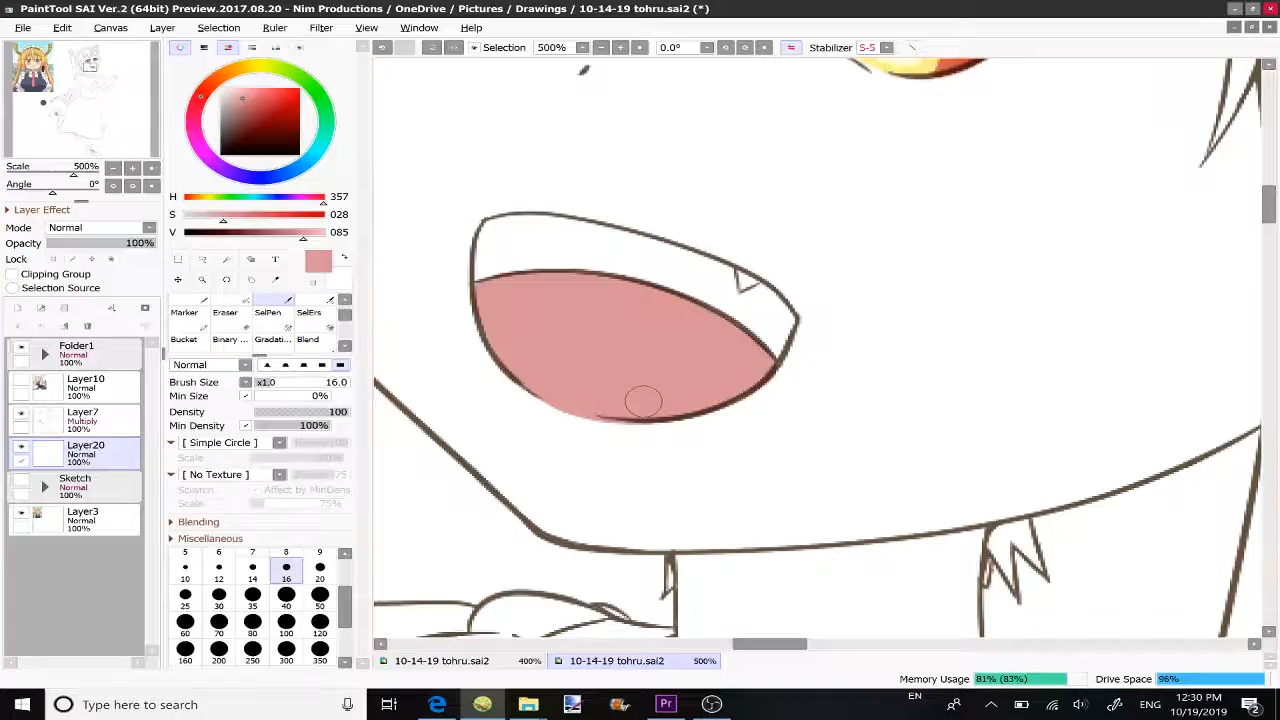 PaintTool SAI Ver.2 (64bit) Preview.2017.08.20 - Nim Productions / OneDrive / Pictures / Drawings / 10-14-19 tohru.sai2 (*)
File Edit Canvas Layer Selection Ruler Filter View Window Help
Selection 500% 0.0° Stabilizer S-5
Scale 500%
Angle 0°
Layer Effect
Mode Normal
Opacity 100%
Lock
Clipping Group
Selection Source
Folder1
Normal
100%
Layer10
Normal
100%
Layer7
Multiply
100%
Layer20
Normal
100%
Sketch
Normal
100%
Layer3
Normal
100%
H 357
S 028
V 085
T
Marker Eraser SelPen SelErs
Bucket Binary ... Gradati... Blend
Normal
Brush Size x1.0 16.0
Min Size 0%
Density 100
Min Density 100%
[ Simple Circle ]
Scale 100%
[ No Texture ] 75
Affect by MinDens
Scale 75%
Blending
Miscellaneous
5 6 7 8 9
10 12 14 16 20
25 30 35 40 50
60 70 80 100 120
160 200 250 300 350
10-14-19 tohru.sai2 400% 10-14-19 tohru.sai2 500%
Memory Usage 81% (83%) Drive Space 96%
Type here to search
Pr
EN
ENG
12:30 PM
10/19/2019
2